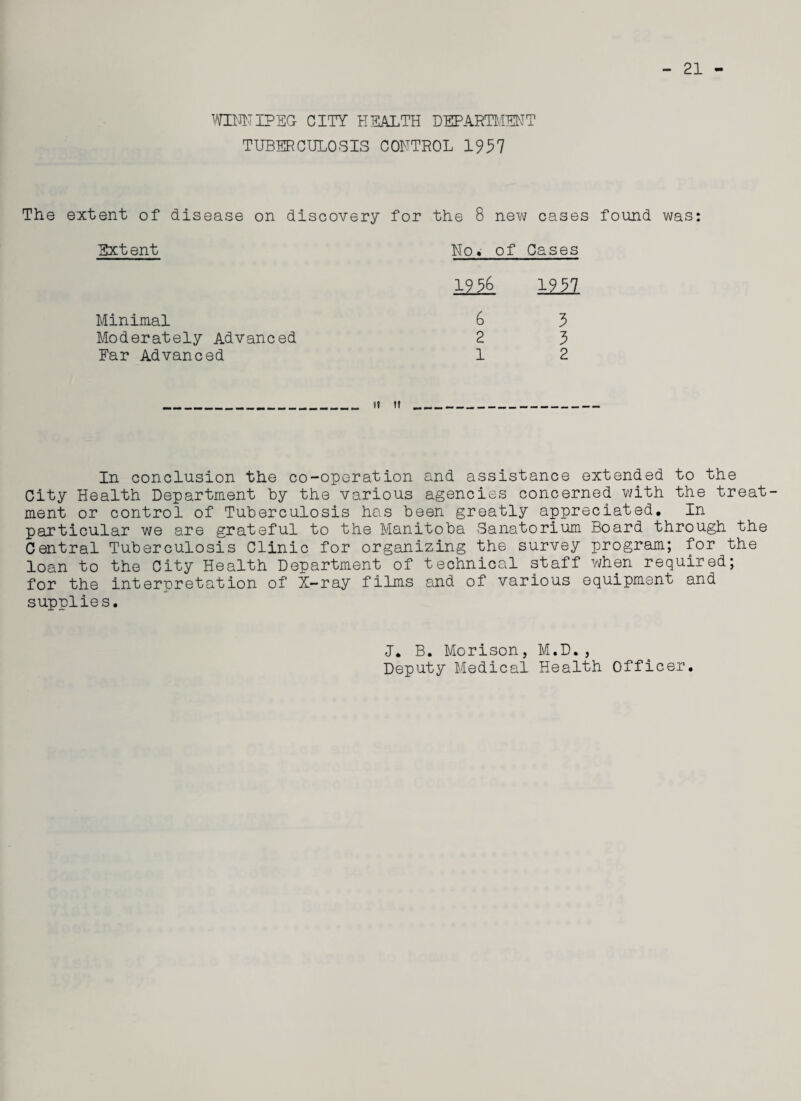 - 21 -
WINNIPEG CITY HEALTH DEPARTMENT
TUBERCULOSIS CONTROL 1957
The extent of disease on discovery for the 8 new cases found was:
Extent No. of Cases
1956 1957
Minimal 6 3
Moderately Advanced 2 3
Far Advanced 1 2
____________________ " " ____________________
In conclusion the co-operation and assistance extended to the
City Health Department by the various agencies concerned with the treat-
ment or control of Tuberculosis has been greatly appreciated. In
particular we are grateful to the Manitoba Sanatorium Board through the
Central Tuberculosis Clinic for organizing the survey program; for the
loan to the City Health Department of technical staff when required;
for the interpretation of X-ray films and of various equipment and
supplies.
J. B. Morison, M.D.,
Deputy Medical Health Officer.